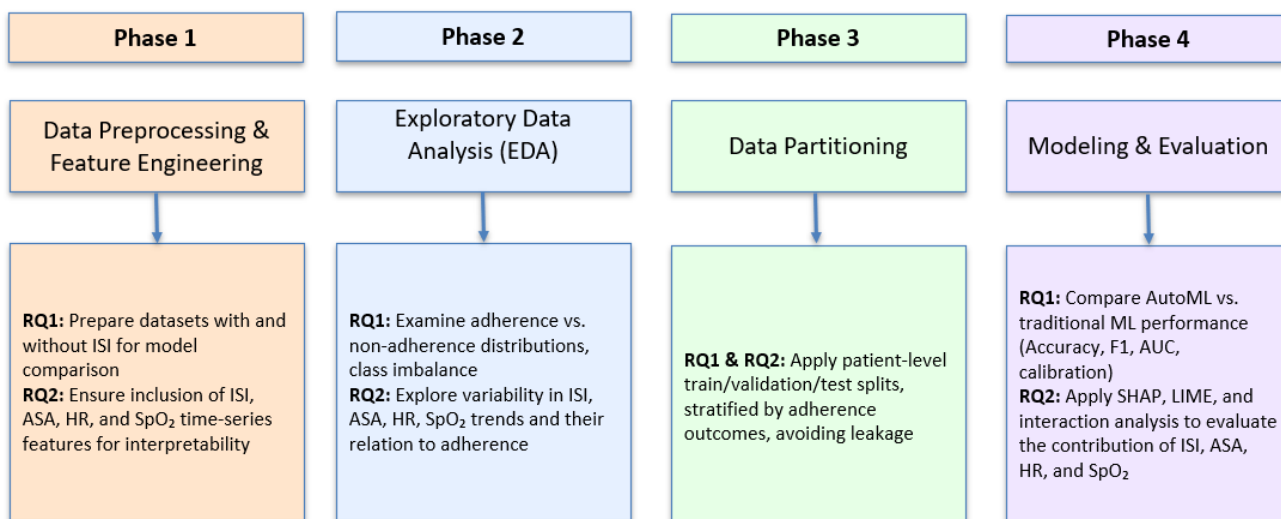 Phase 1
Phase 2
Phase 3
Phase 4
Data Preprocessing &
Feature Engineering
Exploratory Data
Analysis (EDA)
Data Partitioning
Modeling & Evaluation
RQ1: Prepare datasets with and
without ISI for model
comparison
RQ2: Ensure inclusion of ISI,
ASA, HR, and SpO₂ time-series
features for interpretability
RQ1: Examine adherence vs.
non-adherence distributions,
class imbalance
RQ2: Explore variability in ISI,
ASA, HR, SpO₂ trends and their
relation to adherence
RQ1 & RQ2: Apply patient-level
train/validation/test splits,
stratified by adherence
outcomes, avoiding leakage
RQ1: Compare AutoML vs.
traditional ML performance
(Accuracy, F1, AUC,
calibration)
RQ2: Apply SHAP, LIME, and
interaction analysis to evaluate
the contribution of ISI, ASA,
HR, and SpO₂